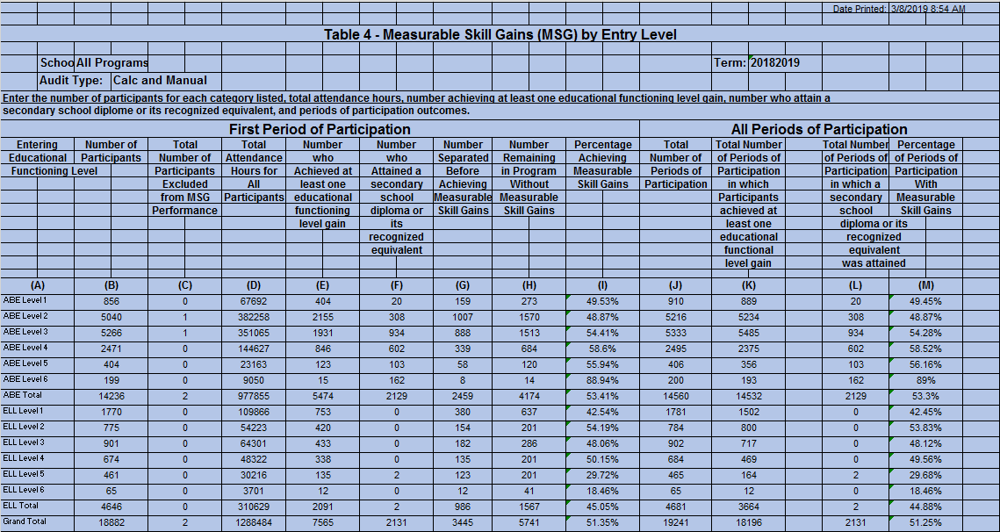 Date Printed: 3/8/2019 8:54 AM
Table 4 - Measurable Skill Gains (MSG) by Entry Level
Schoo All Programs Term: 20182019
Audit Type: Calc and Manual
Enter the number of participants for each category listed, total attendance hours, number achieving at least one educational functioning level gain, number who attain a
secondary school diplome or its recognized equivalent, and periods of participation outcomes.
First Period of Participation All Periods of Participation
Entering Number of Total Total Number Number Number Number Percentage Total Total Number Total Number Percentage
Educational Participants Number of Attendance who who Separated Remaining Achieving Number of of Periods of of Periods of of Periods of
Functioning Level Participants Hours for Achieved at Attained a Before in Program Measurable Periods of Participation Participation Participation
Excluded All least one secondary Achieving Without Skill Gains Participation in which in which a With
from MSG Participants educational school Measurable Measurable Participants secondary Measurable
Performance functioning diploma or Skill Gains Skill Gains achieved at school Skill Gains
level gain its least one diploma or its
recognized educational recognized
equivalent functional equivalent
level gain was attained
(A) (B) (C) (D) (E) (F) (G) (H) (I) (J) (K) (L) (M)
ABE Level 1 856 0 67692 404 20 159 273 49.53% 910 889 20 49.45%
ABE Level 2 5040 1 382258 2155 308 1007 1570 48.87% 5216 5234 308 48.87%
ABE Level 3 5266 1 351065 1931 934 888 1513 54.41% 5333 5485 934 54.28%
ABE Level 4 2471 0 144627 846 602 339 684 58.6% 2495 2375 602 58.52%
ABE Level 5 404 0 23163 123 103 58 120 55.94% 406 356 103 56.16%
ABE Level 6 199 0 9050 15 162 8 14 88.94% 200 193 162 89%
ABE Total 14236 2 977855 5474 2129 2459 4174 53.41% 14560 14532 2129 53.3%
ELL Level 1 1770 0 109866 753 0 380 637 42.54% 1781 1502 0 42.45%
ELL Level 2 775 0 54223 420 0 154 201 54.19% 784 800 0 53.83%
ELL Level 3 901 0 64301 433 0 182 286 48.06% 902 717 0 48.12%
ELL Level 4 674 0 48322 338 0 135 201 50.15% 684 469 0 49.56%
ELL Level 5 461 0 30216 135 2 123 201 29.72% 465 164 2 29.68%
ELL Level 6 65 0 3701 12 0 12 41 18.46% 65 12 0 18.46%
ELL Total 4646 0 310629 2091 2 986 1567 45.05% 4681 3664 2 44.88%
Grand Total 18882 2 1288484 7565 2131 3445 5741 51.35% 19241 18196 2131 51.25%